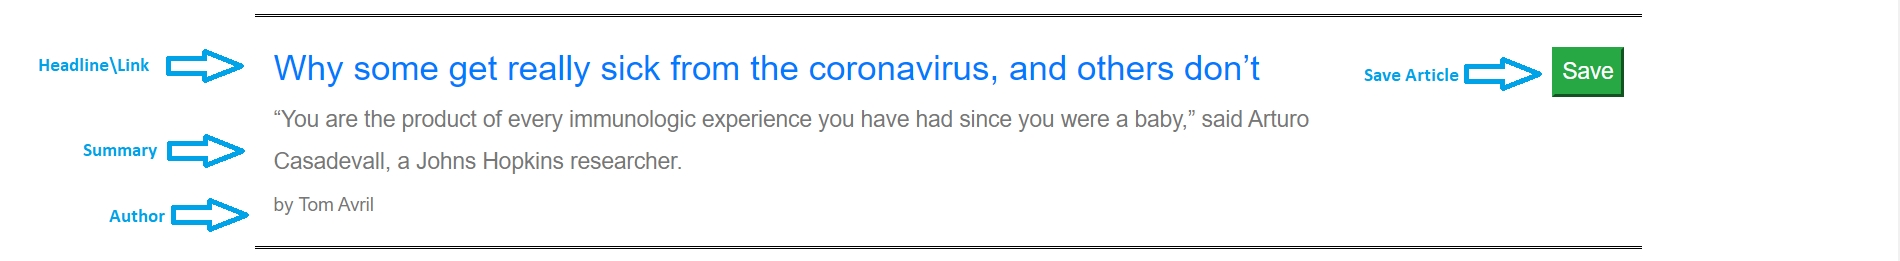 Headline\Link
Why some get really sick from the coronavirus, and others don’t
Save Article
Save
“You are the product of every immunologic experience you have had since you were a baby,” said Arturo
Summary
Casadevall, a Johns Hopkins researcher.
Author
by Tom Avril